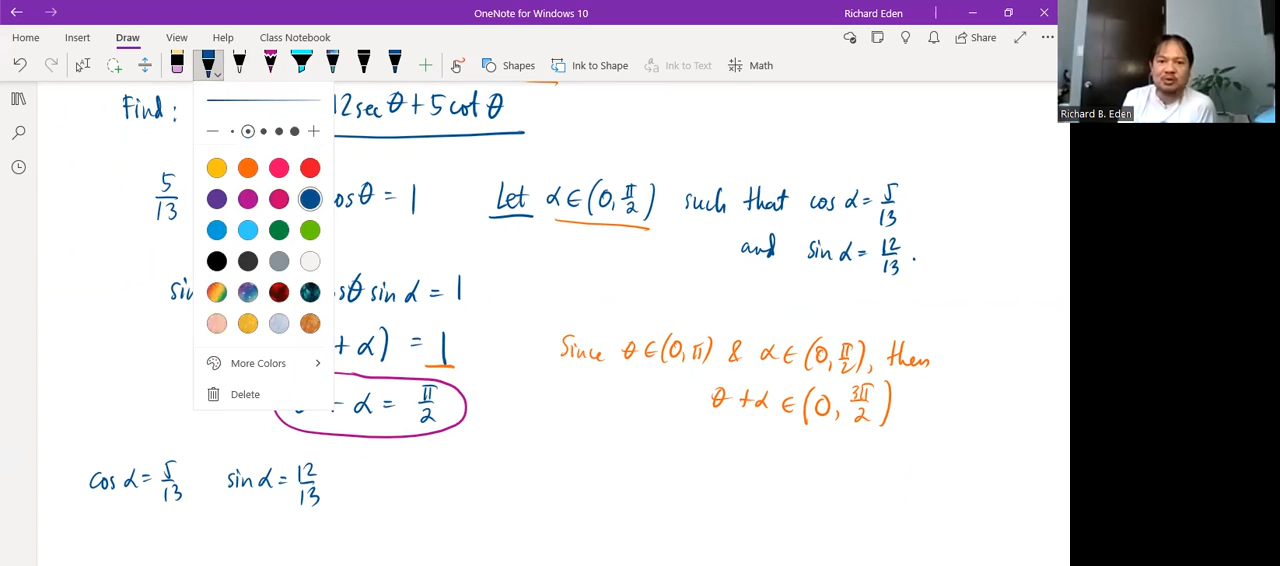 OneNote for Windows 10
Richard Eden
Home Insert Draw View Help Class Notebook
Share
Shapes Ink to Shape Ink to Text Math
Richard B. Eden
Find: 12 sec θ + 5 cot θ
5/13 cos θ = 1
Let α ∈ (0, π/2) such that cos α = 5/13
and sin α = 12/13.
sin cos θ sin α = 1
+ α) = 1
α = π/2
Since θ ∈ (0, π) & α ∈ (0, π/2), then
θ + α ∈ (0, 3π/2)
More Colors
Delete
cos α = 5/13 sin α = 12/13